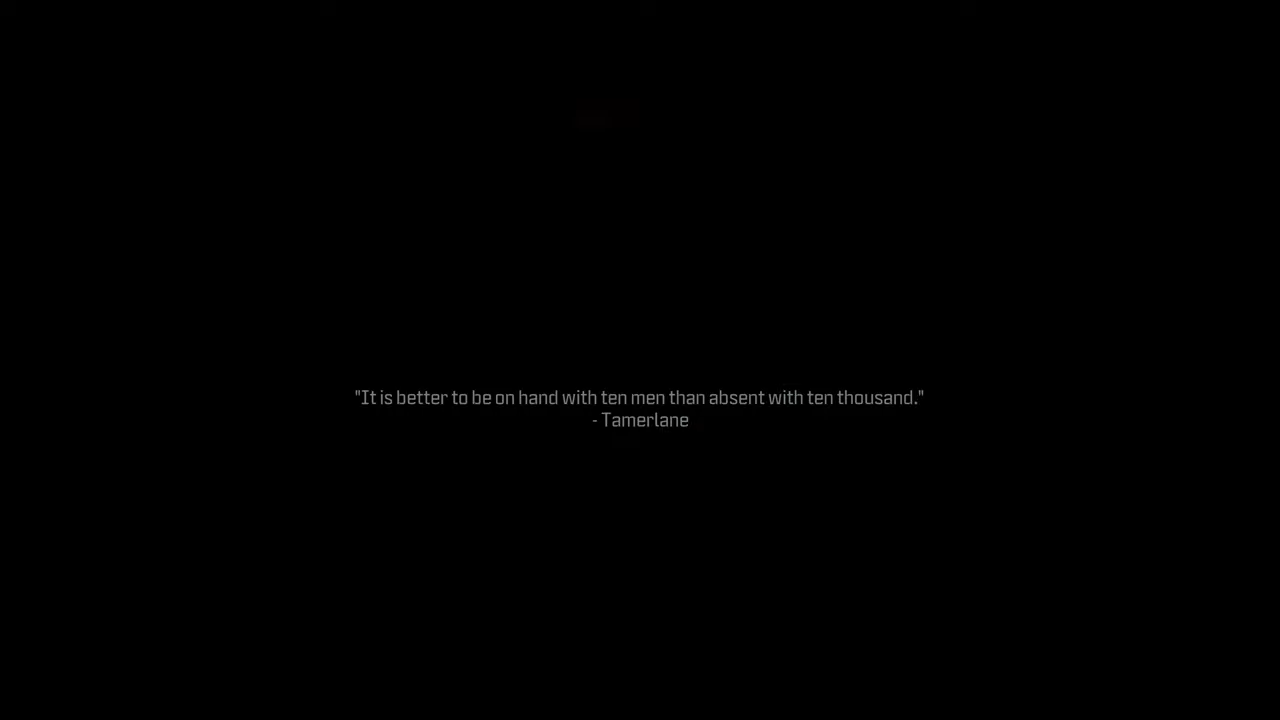 "It is better to be on hand with ten men than absent with ten thousand."
- Tamerlane